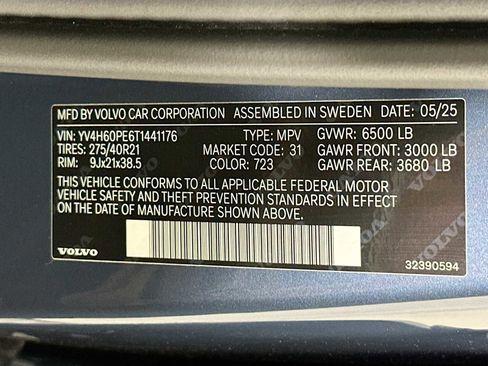 MFD BY VOLVO CAR CORPORATION ASSEMBLED IN SWEDEN DATE: 05/25
VIN: YV4H60PE6T1441176 TYPE: MPV GVWR: 6500 LB
TIRES: 275/40R21 MARKET CODE: 31 GAWR FRONT: 3000 LB
RIM: 9Jx21x38.5 COLOR: 723 GAWR REAR: 3680 LB
THIS VEHICLE CONFORMS TO ALL APPLICABLE FEDERAL MOTOR
VEHICLE SAFETY AND THEFT PREVENTION STANDARDS IN EFFECT
ON THE DATE OF MANUFACTURE SHOWN ABOVE.
VOLVO
32390594